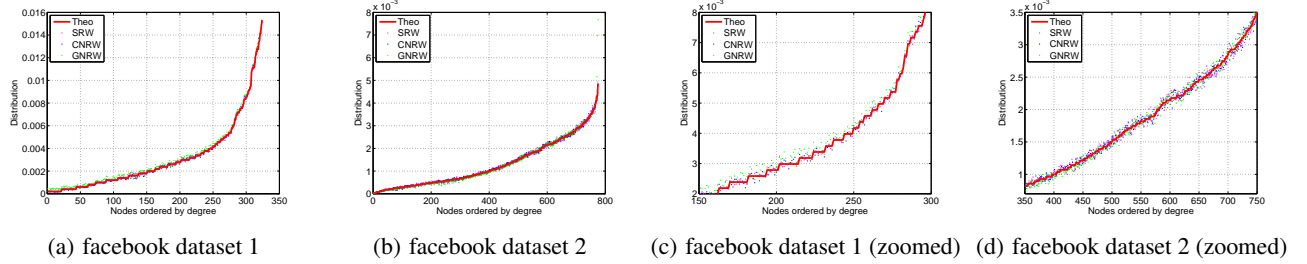 0.016
0.014
0.012
0.01
0.008
0.006
0.004
0.002
0
Distribution
Theo
SRW
CNRW
GNRW
0 50 100 150 200 250 300 350
Nodes ordered by degree
(a) facebook dataset 1
8 x 10⁻³
7
6
5
4
3
2
1
0
Distribution
Theo
SRW
CNRW
GNRW
0 200 400 600 800
Nodes ordered by degree
(b) facebook dataset 2
8 x 10⁻³
7
6
5
4
3
2
Distribution
Theo
SRW
CNRW
GNRW
150 200 250 300
Nodes ordered by degree
(c) facebook dataset 1 (zoomed)
3.5 x 10⁻³
3
2.5
2
1.5
1
Distribution
Theo
SRW
CNRW
GNRW
350 400 450 500 550 600 650 700 750
Nodes ordered by degree
(d) facebook dataset 2 (zoomed)